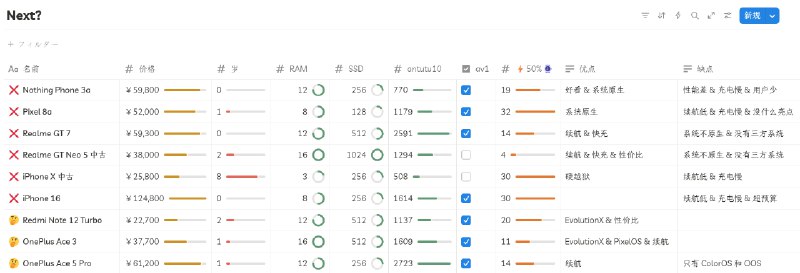 Next?
新规
+ フィルター
Aa 名前 # 价格 # 岁 # RAM # SSD # antutu10 av1 # ⚡50% 优点 缺点
❌ Nothing Phone 3a ￥59,800 0 12 256 770 19 好看 & 系统原生 性能差 & 充电慢 & 用户少
❌ Pixel 8a ￥52,000 1 8 128 1179 32 系统原生 续航低 & 充电慢 & 没什么亮点
❌ Realme GT 7 ￥59,300 0 12 512 2591 14 续航 & 快充 系统不原生 & 没有三方系统
❌ Realme GT Neo 5 中古 ￥38,000 2 16 1024 1294 4 续航 & 快充 & 性价比 系统不原生 & 没有三方系统
❌ iPhone X 中古 ￥25,800 8 3 256 508 30 晓越狱 续航低 & 充电慢
❌ iPhone 16 ￥124,800 0 8 256 1614 30 续航低 & 充电慢 & 超预算
🤔 Redmi Note 12 Turbo ￥22,700 2 12 512 1137 20 EvolutionX & 性价比
🤔 OnePlus Ace 3 ￥37,700 1 16 512 1609 11 EvolutionX & PixelOS & 续航
🤔 OnePlus Ace 5 Pro ￥61,200 1 12 256 2723 14 续航 只有 ColorOS 和 OOS